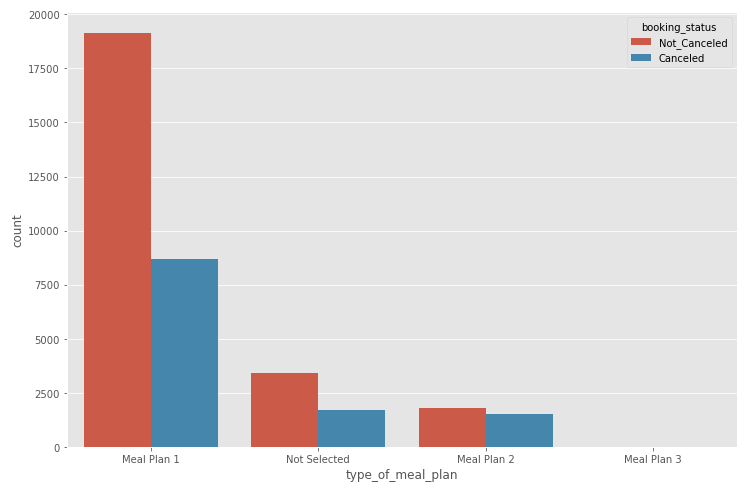 20000
17500
15000
12500
10000
7500
5000
2500
0
count
booking_status
Not_Canceled
Canceled
Meal Plan 1
Not Selected
Meal Plan 2
Meal Plan 3
type_of_meal_plan